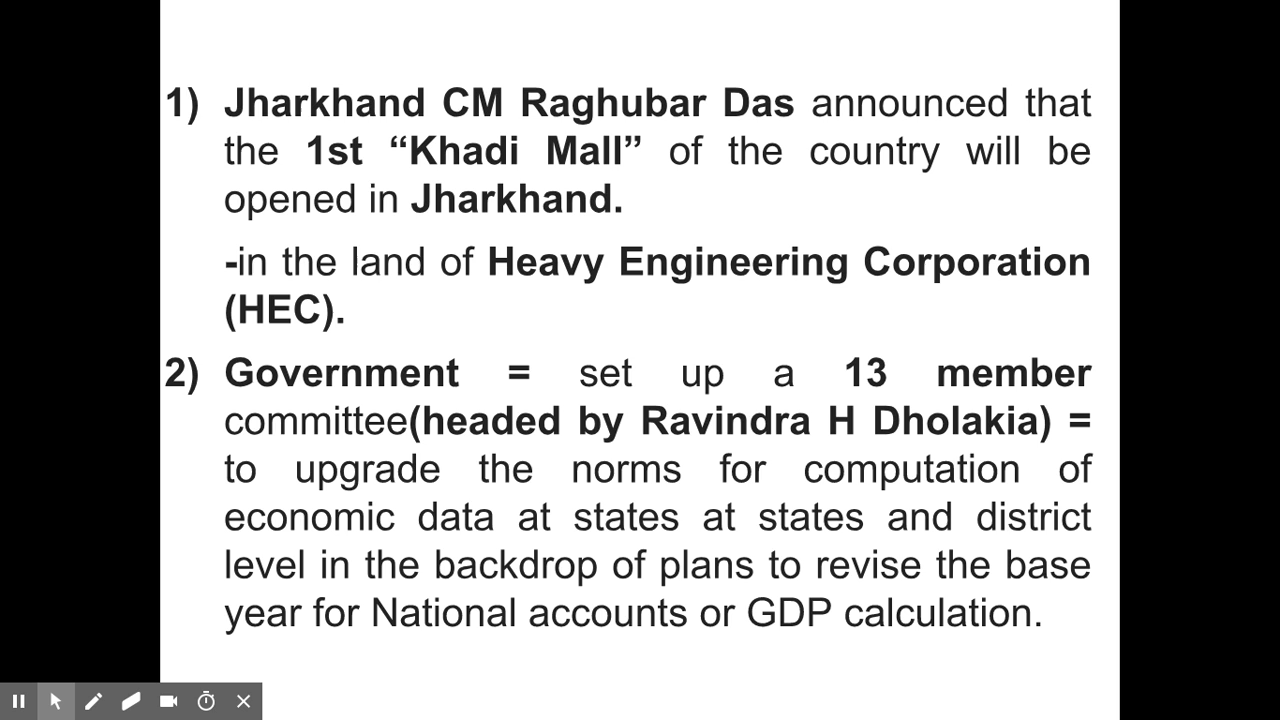 1) Jharkhand CM Raghubar Das announced that
the 1st “Khadi Mall” of the country will be
opened in Jharkhand.
-in the land of Heavy Engineering Corporation
(HEC).
2) Government = set up a 13 member
committee(headed by Ravindra H Dholakia) =
to upgrade the norms for computation of
economic data at states at states and district
level in the backdrop of plans to revise the base
year for National accounts or GDP calculation.